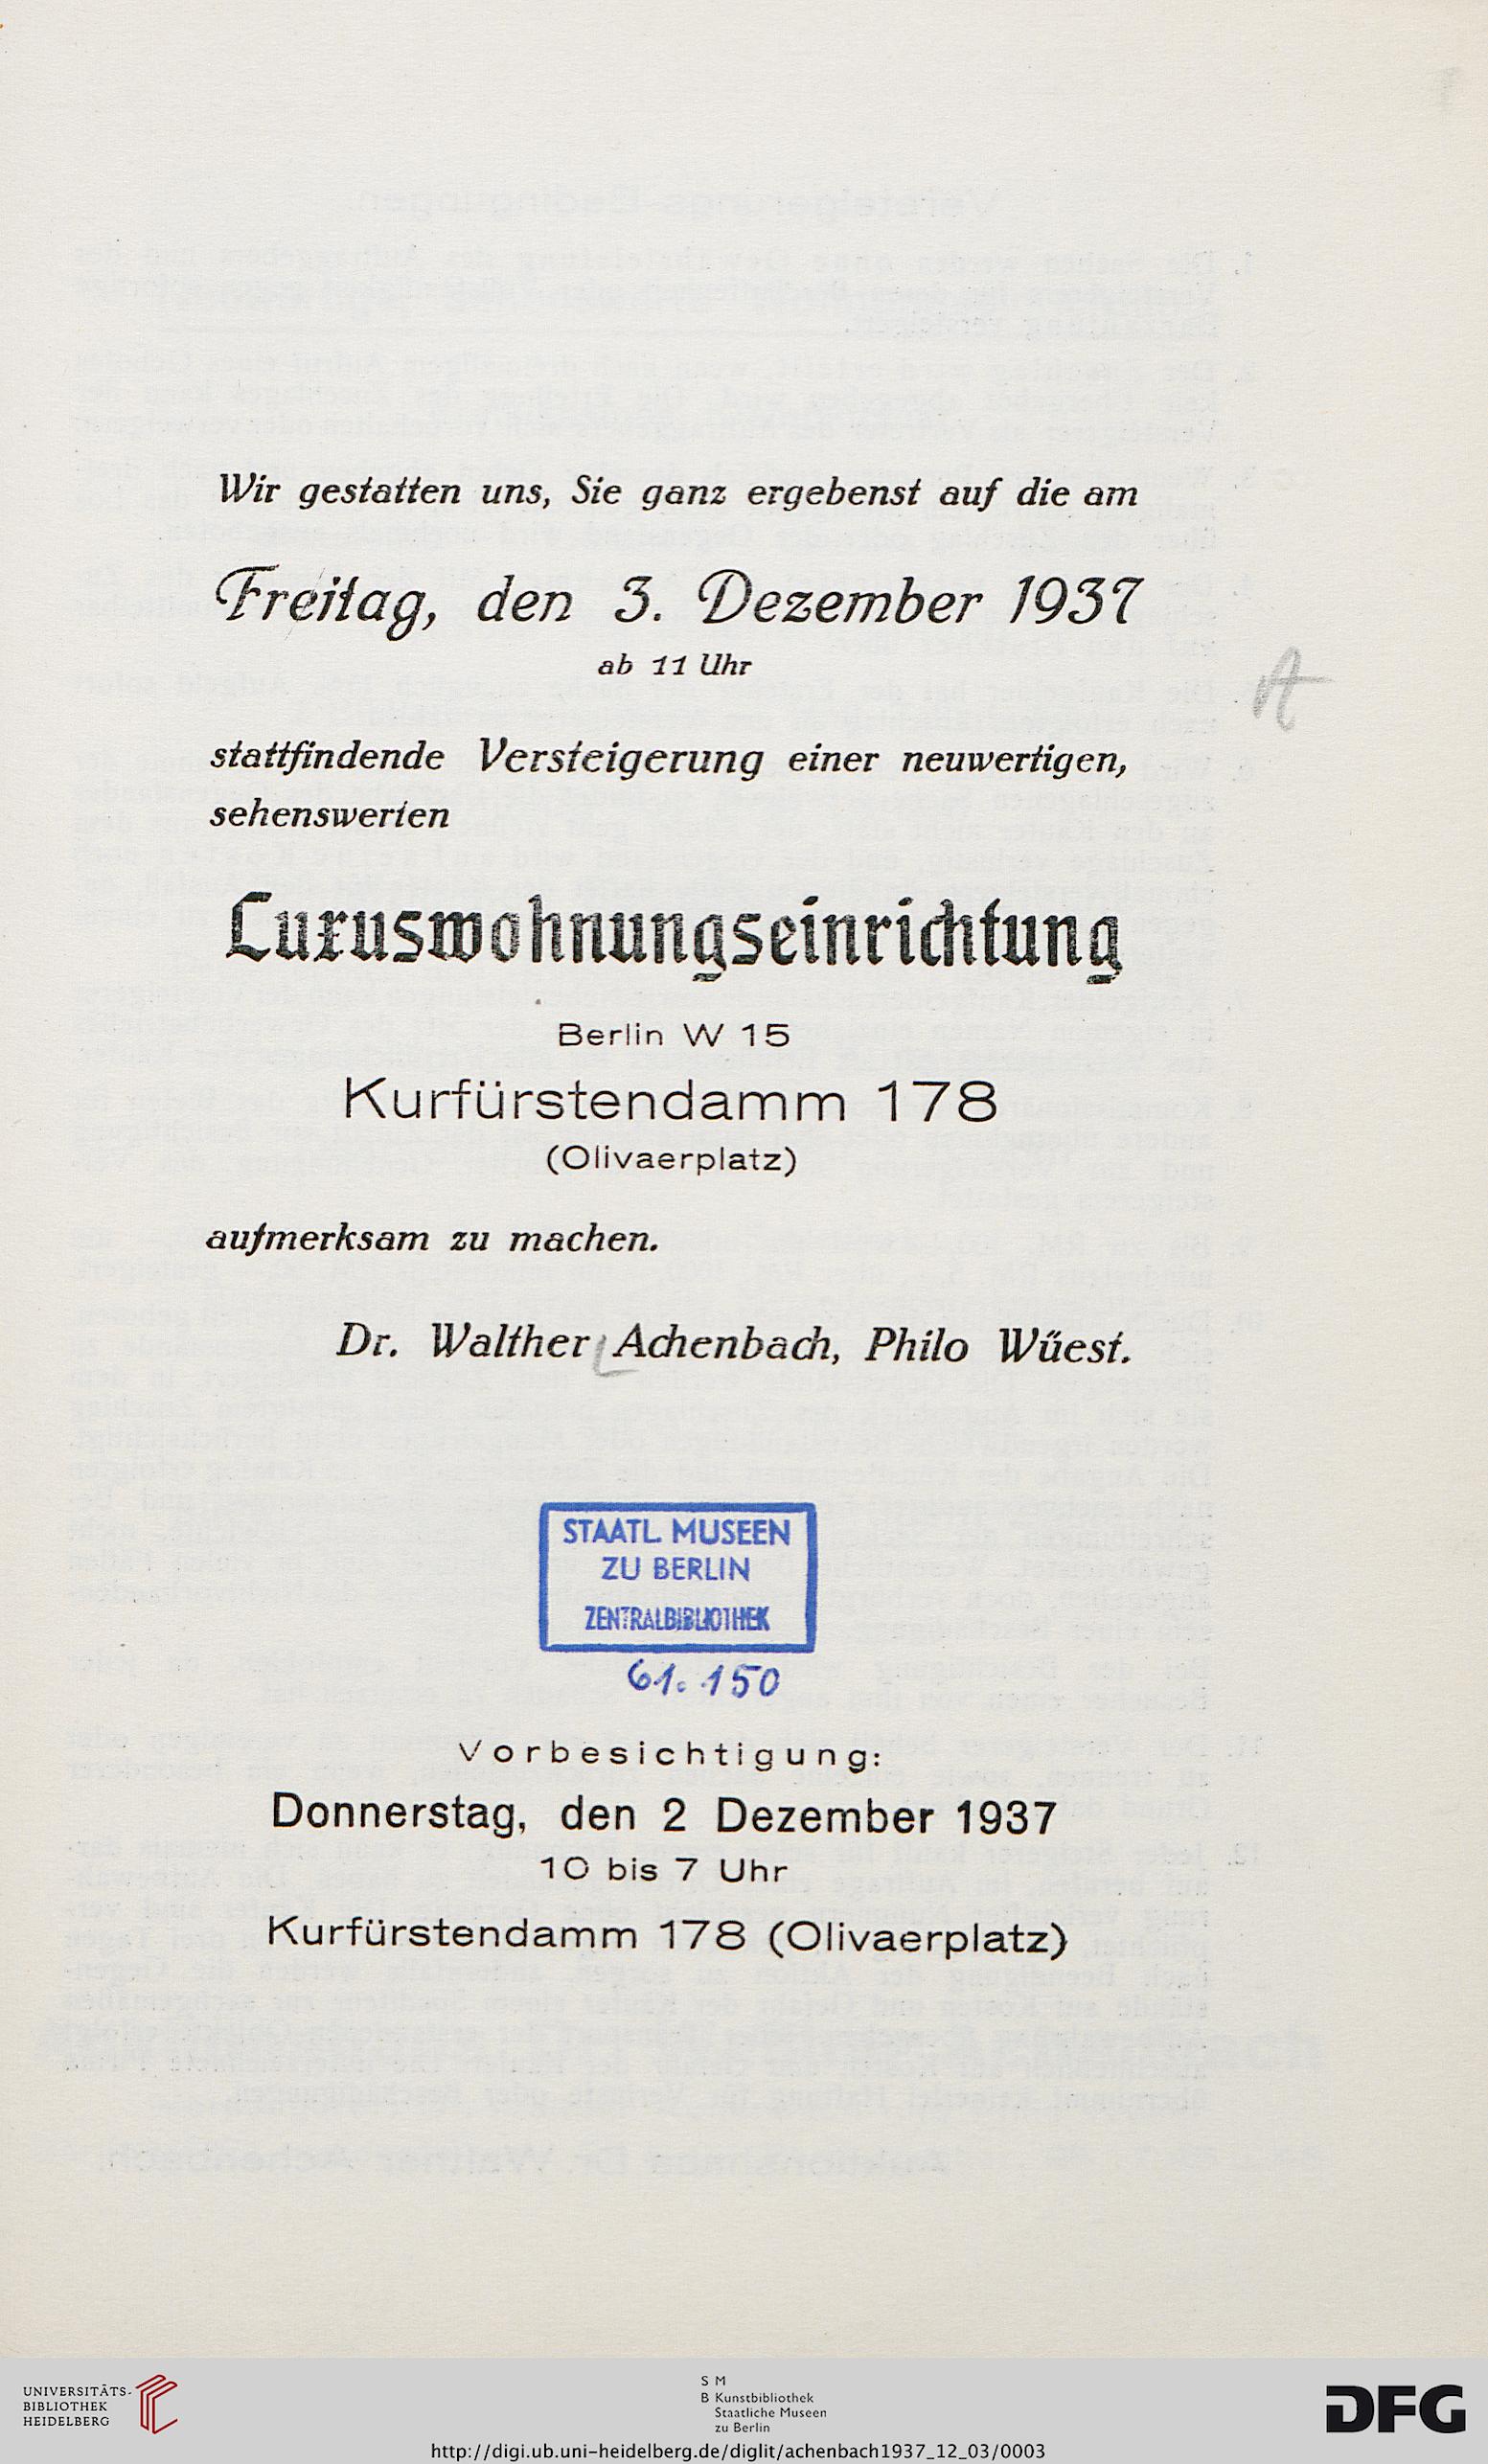 Wir gestatten uns, Sie ganz ergebenst auf die am
Freitag, den 3. Dezember 1937
ab 11 Uhr
stattfindende Versteigerung einer neuwertigen,
sehenswerten
Luxuswohnungseinrichtung
Berlin W 15
Kurfürstendamm 178
(Olivaerplatz)
aufmerksam zu machen.
A
Dr. Walther Achenbach, Philo Wüest.
STAATL. MUSEEN
ZU BERLIN
ZENTRALBIBLIOTHEK
61. 150
Vorbesichtigung:
Donnerstag, den 2 Dezember 1937
10 bis 7 Uhr
Kurfürstendamm 178 (Olivaerplatz)
UNIVERSITÄTS-
BIBLIOTHEK
HEIDELBERG
S M
B Kunstbibliothek
Staatliche Museen
zu Berlin
http://digi.ub.uni-heidelberg.de/diglit/achenbach1937_12_03/0003
DFG